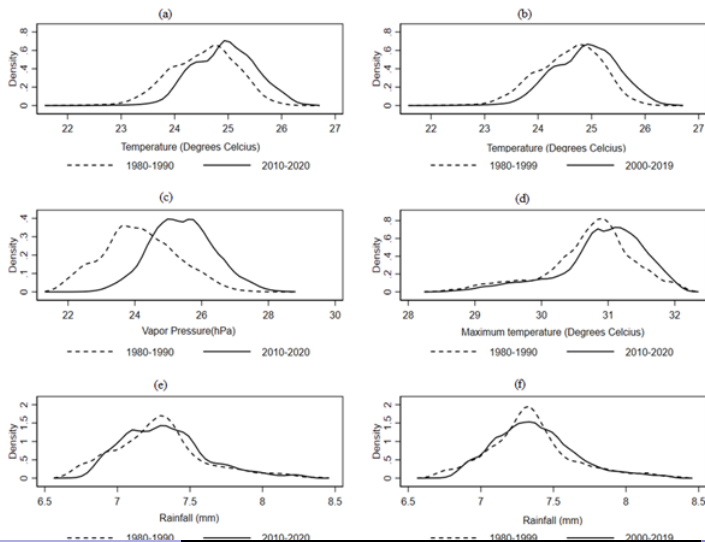 (a)
(b)
Density
0 .2 .4 .6 .8
22 23 24 25 26 27
Temperature (Degrees Celcius)
1980-1990 2010-2020
Density
0 .2 .4 .6 .8
22 23 24 25 26 27
Temperature (Degrees Celcius)
1980-1999 2000-2019
(c)
(d)
Density
0 .1 .2 .3 .4
22 24 26 28 30
Vapor Pressure(hPa)
1980-1990 2010-2020
Density
0 .2 .4 .6 .8
28 29 30 31 32
Maximum temperature (Degrees Celcius)
1980-1990 2010-2020
(e)
(f)
Density
0 .5 1 1.5 2
6.5 7 7.5 8 8.5
Rainfall (mm)
1980-1990 2010-2020
Density
0 .5 1 1.5 2
6.5 7 7.5 8 8.5
Rainfall (mm)
1980-1999 2000-2019